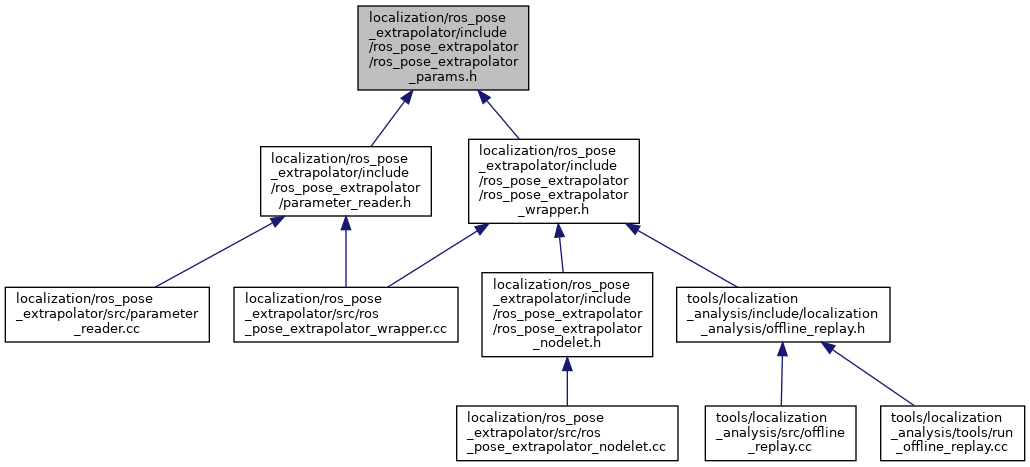 localization/ros_pose
_extrapolator/include
/ros_pose_extrapolator
/ros_pose_extrapolator
_params.h
localization/ros_pose
_extrapolator/include
/ros_pose_extrapolator
/parameter_reader.h
localization/ros_pose
_extrapolator/include
/ros_pose_extrapolator
/ros_pose_extrapolator
_wrapper.h
localization/ros_pose
_extrapolator/src/parameter
_reader.cc
localization/ros_pose
_extrapolator/src/ros
_pose_extrapolator_wrapper.cc
localization/ros_pose
_extrapolator/include
/ros_pose_extrapolator
/ros_pose_extrapolator
_nodelet.h
tools/localization
_analysis/include/localization
_analysis/offline_replay.h
localization/ros_pose
_extrapolator/src/ros
_pose_extrapolator_nodelet.cc
tools/localization
_analysis/src/offline
_replay.cc
tools/localization
_analysis/tools/run
_offline_replay.cc